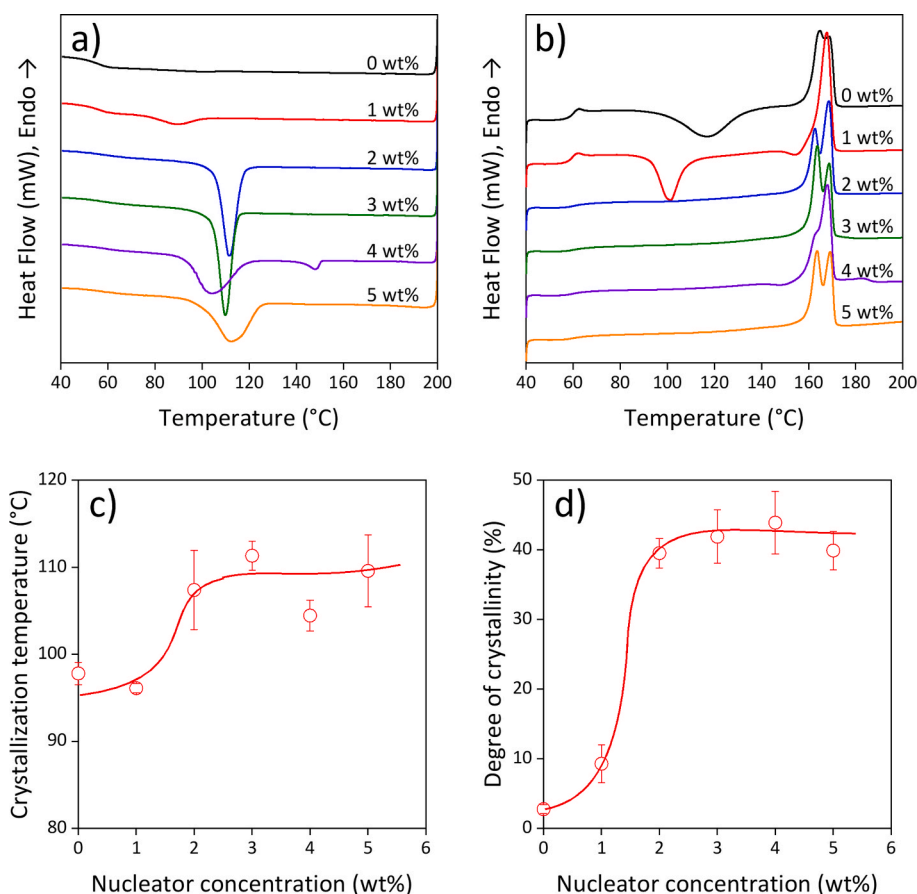 a)
0 wt%
1 wt%
2 wt%
3 wt%
4 wt%
5 wt%
Heat Flow (mW), Endo →
40 60 80 100 120 140 160 180 200
Temperature (°C)
b)
0 wt%
1 wt%
2 wt%
3 wt%
4 wt%
5 wt%
Heat Flow (mW), Endo →
40 60 80 100 120 140 160 180 200
Temperature (°C)
c)
120
110
100
90
80
Crystallization temperature (°C)
0 1 2 3 4 5 6
Nucleator concentration (wt%)
d)
50
40
30
20
10
0
Degree of crystallinity (%)
0 1 2 3 4 5 6
Nucleator concentration (wt%)